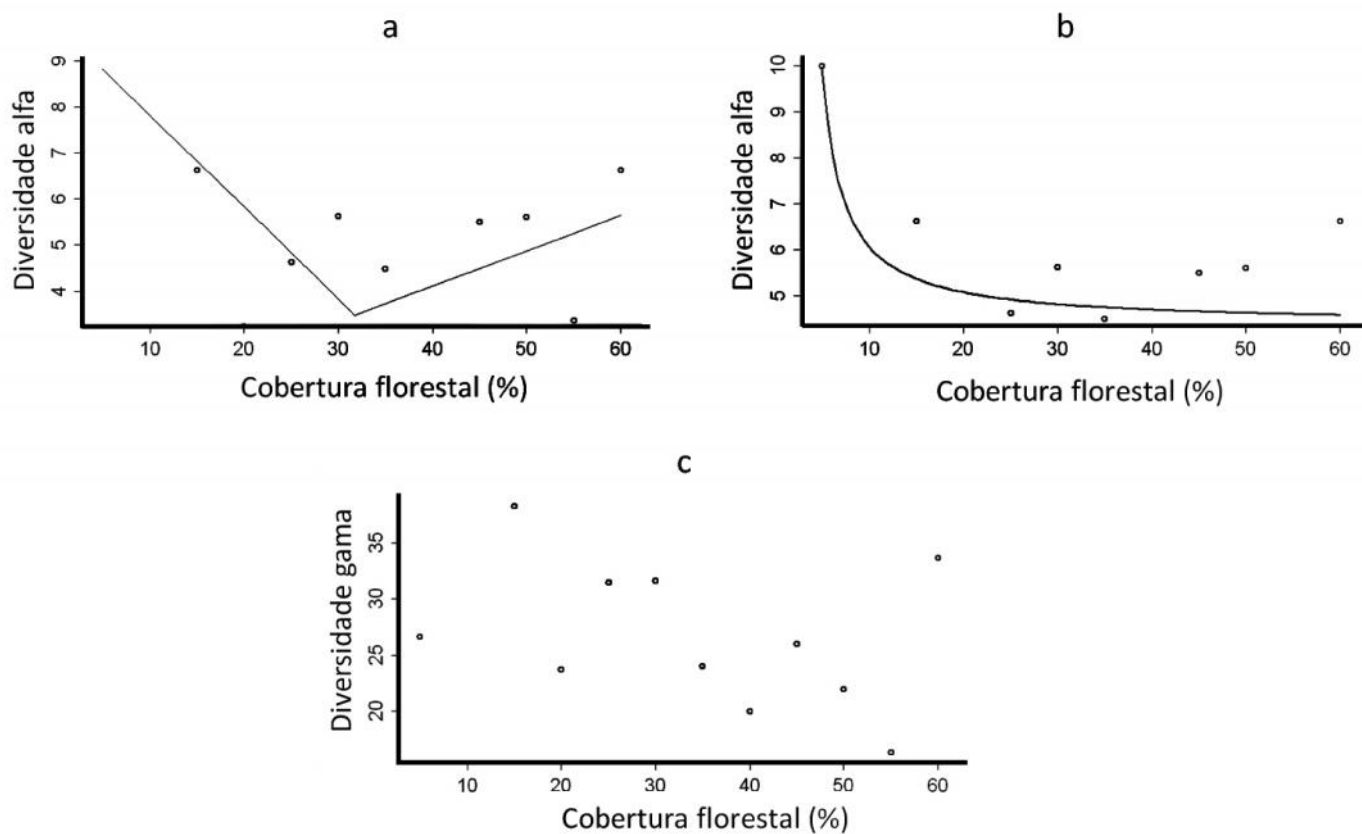 a
Diversidade alfa
9
8
7
6
5
4
10 20 30 40 50 60
Cobertura florestal (%)
b
Diversidade alfa
10
9
8
7
6
5
10 20 30 40 50 60
Cobertura florestal (%)
c
Diversidade gama
35
30
25
20
10 20 30 40 50 60
Cobertura florestal (%)